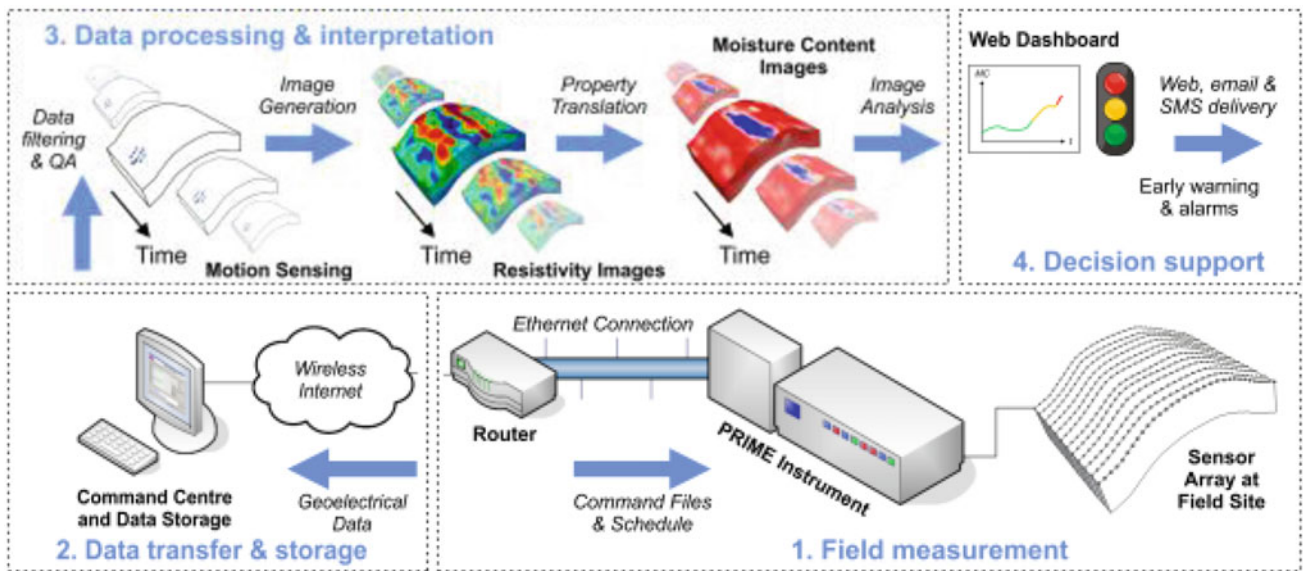 3. Data processing & interpretation
Data
filtering
& QA
Time
Motion Sensing
Image
Generation
Time
Resistivity Images
Property
Translation
Moisture Content
Images
Time
Image
Analysis
Web Dashboard
MC
t
Web, email &
SMS delivery
Early warning
& alarms
4. Decision support
Command Centre
and Data Storage
Wireless
Internet
Geoelectrical
Data
2. Data transfer & storage
Ethernet Connection
Router
Command Files
& Schedule
PRIME Instrument
Sensor
Array at
Field Site
1. Field measurement